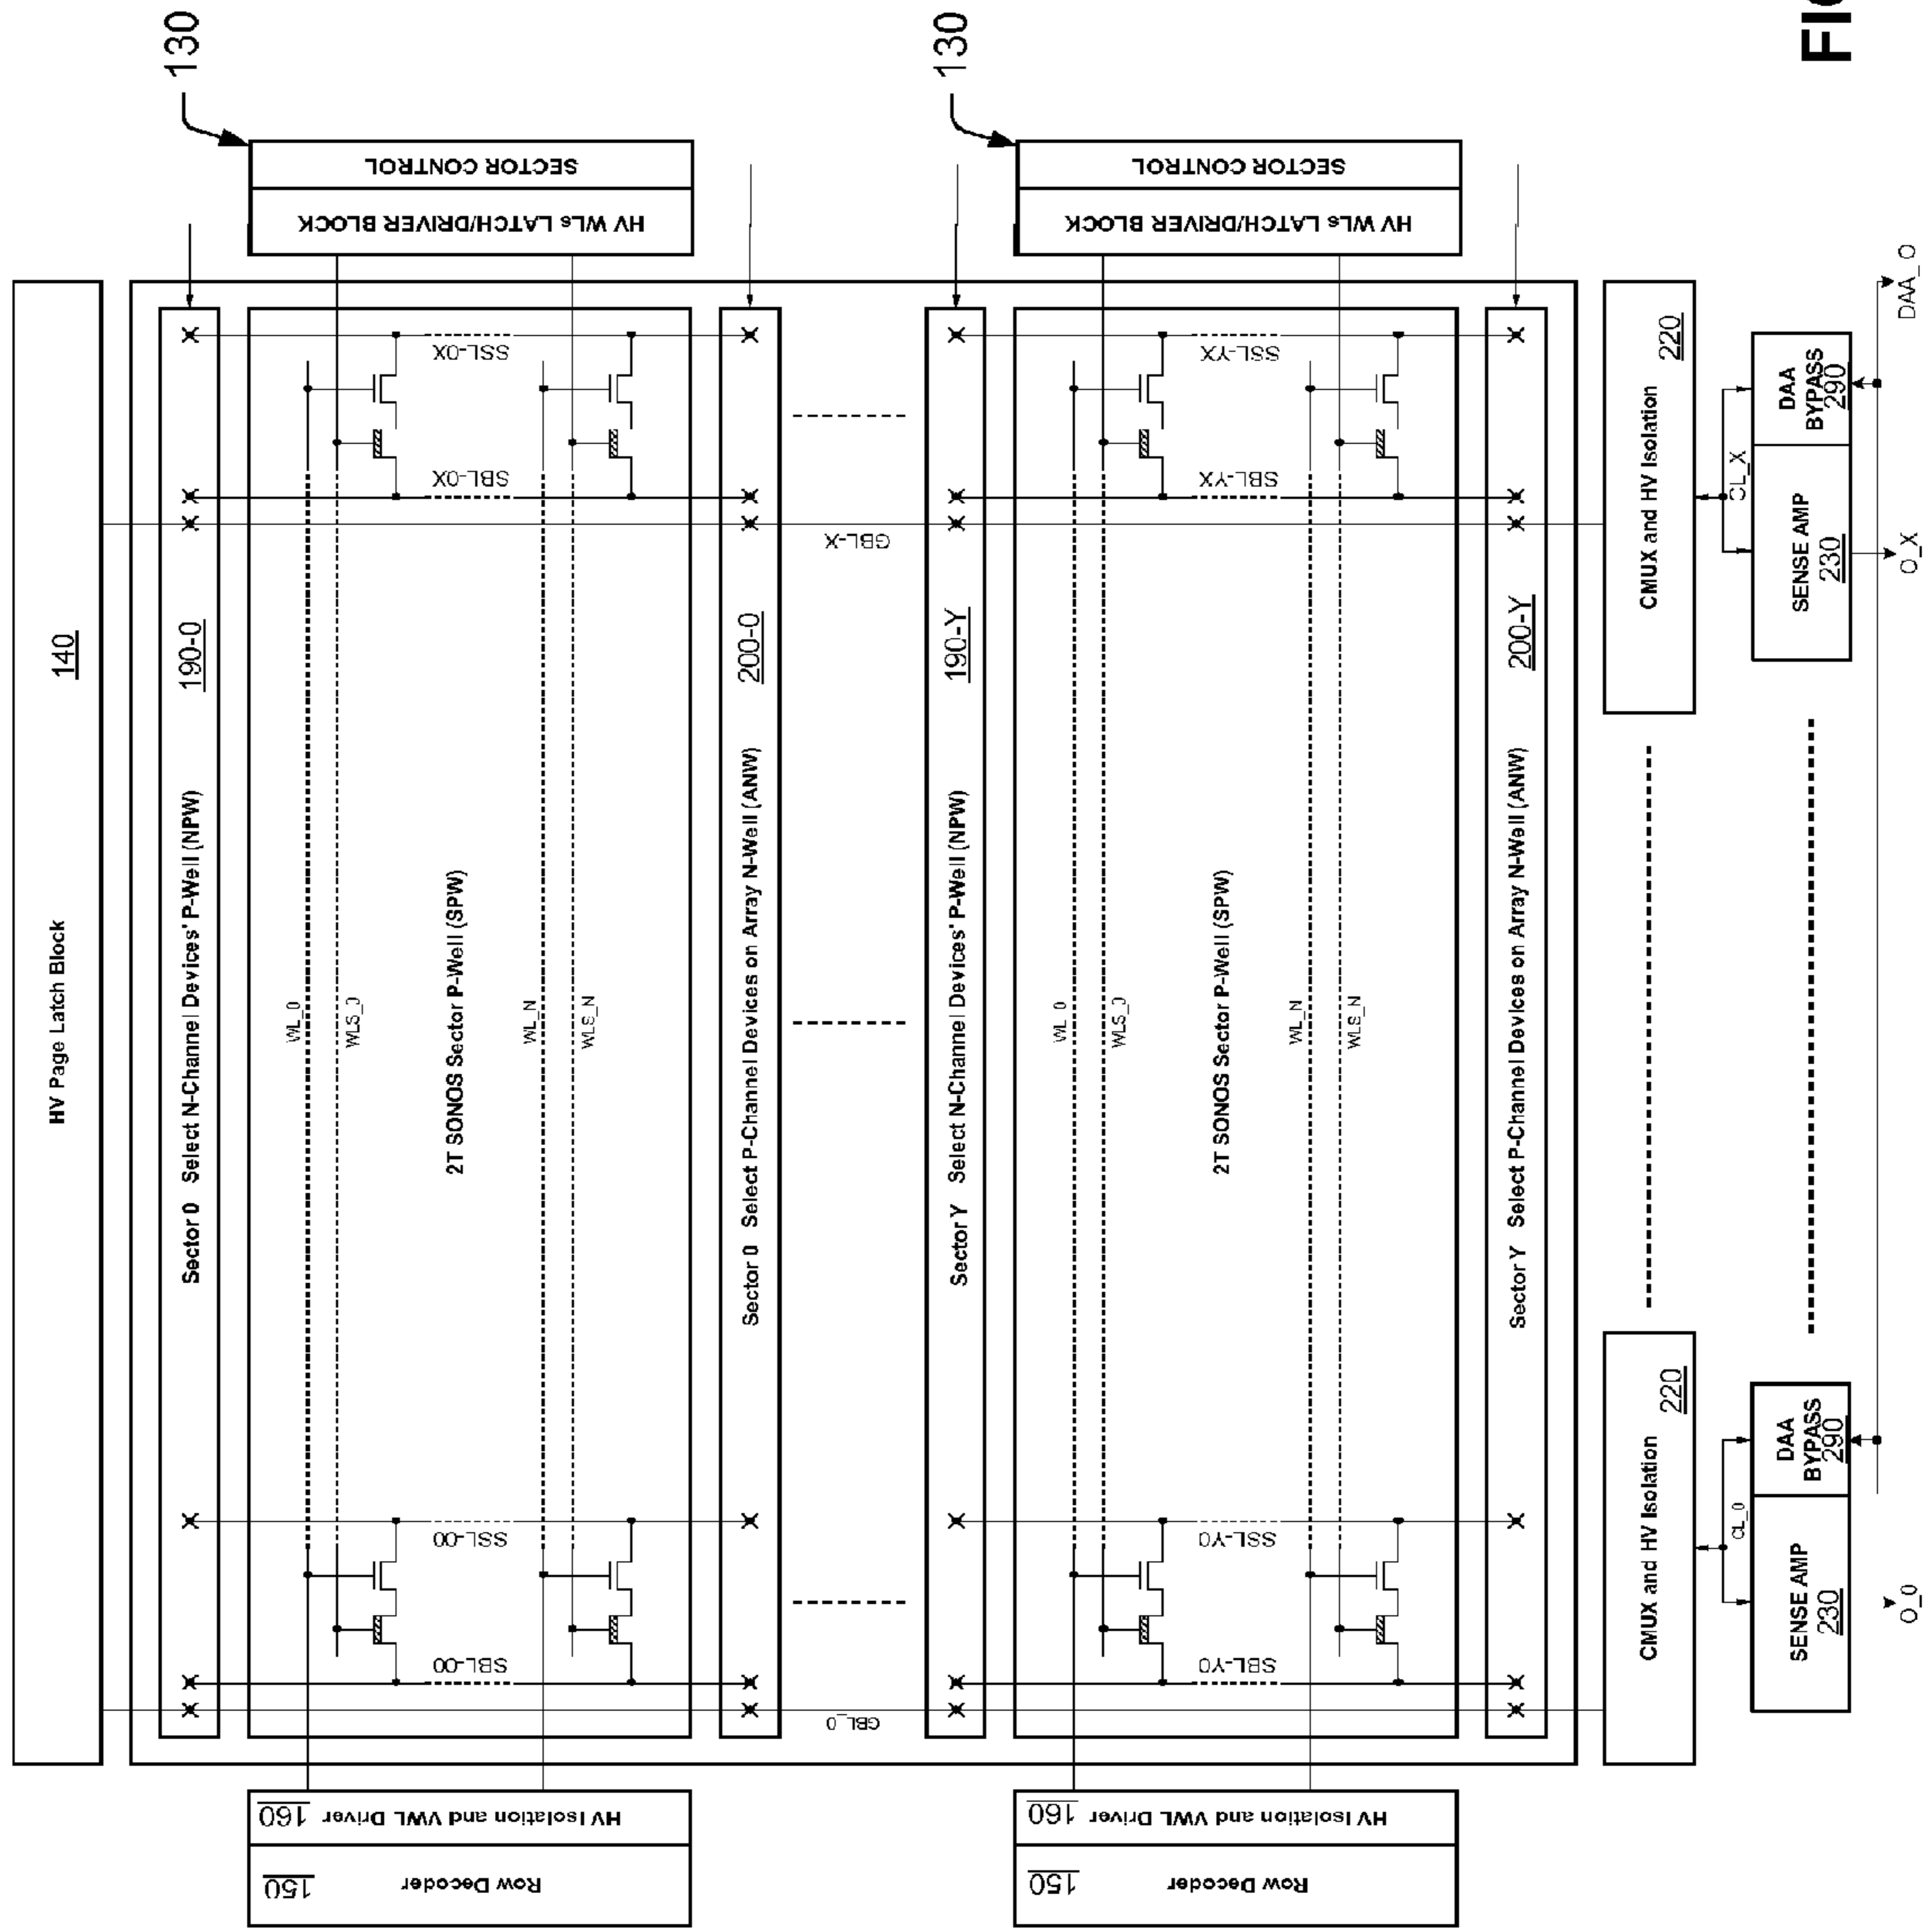 HV Page Latch Block
140
Sector 0 Select N-Channel Devices' P-Well (NPW)
190-0
WL_0
WLS_0
2T SONOS Sector P-Well (SPW)
WL_N
WLS_N
SBL-00
SSL-00
SBL-0X
SSL-0X
Sector 0 Select P-Channel Devices on Array N-Well (ANW)
200-0
Row Decoder
150
HV Isolation and VWL Driver
160
HV WLs LATCH/DRIVER BLOCK
SECTOR CONTROL
130
GBL_0
GBL-X
Sector Y Select N-Channel Devices' P-Well (NPW)
190-Y
WL_0
WLS_0
2T SONOS Sector P-Well (SPW)
WL_N
WLS_N
SBL-Y0
SSL-Y0
SBL-YX
SSL-YX
Sector Y Select P-Channel Devices on Array N-Well (ANW)
200-Y
Row Decoder
150
HV Isolation and VWL Driver
160
HV WLs LATCH/DRIVER BLOCK
SECTOR CONTROL
130
CMUX and HV Isolation
220
CMUX and HV Isolation
220
CL_0
CL_X
SENSE AMP
230
DAA
BYPASS
290
SENSE AMP
230
DAA
BYPASS
290
O_0
O_X
DAA_O